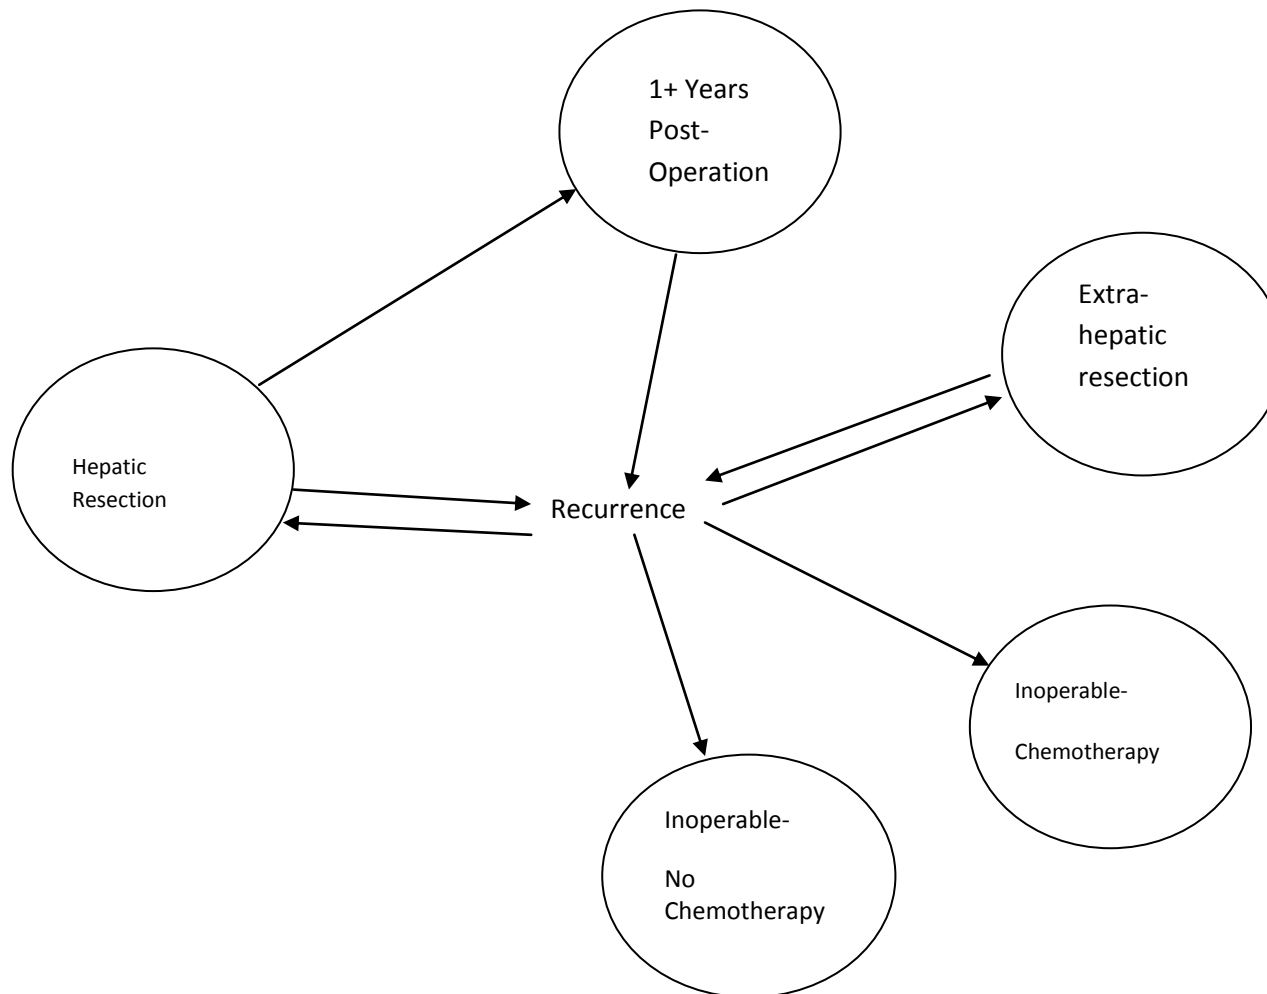 1+ Years
Post-
Operation
Extra-
hepatic
resection
Hepatic
Resection
Recurrence
Inoperable-
Chemotherapy
Inoperable-
No
Chemotherapy